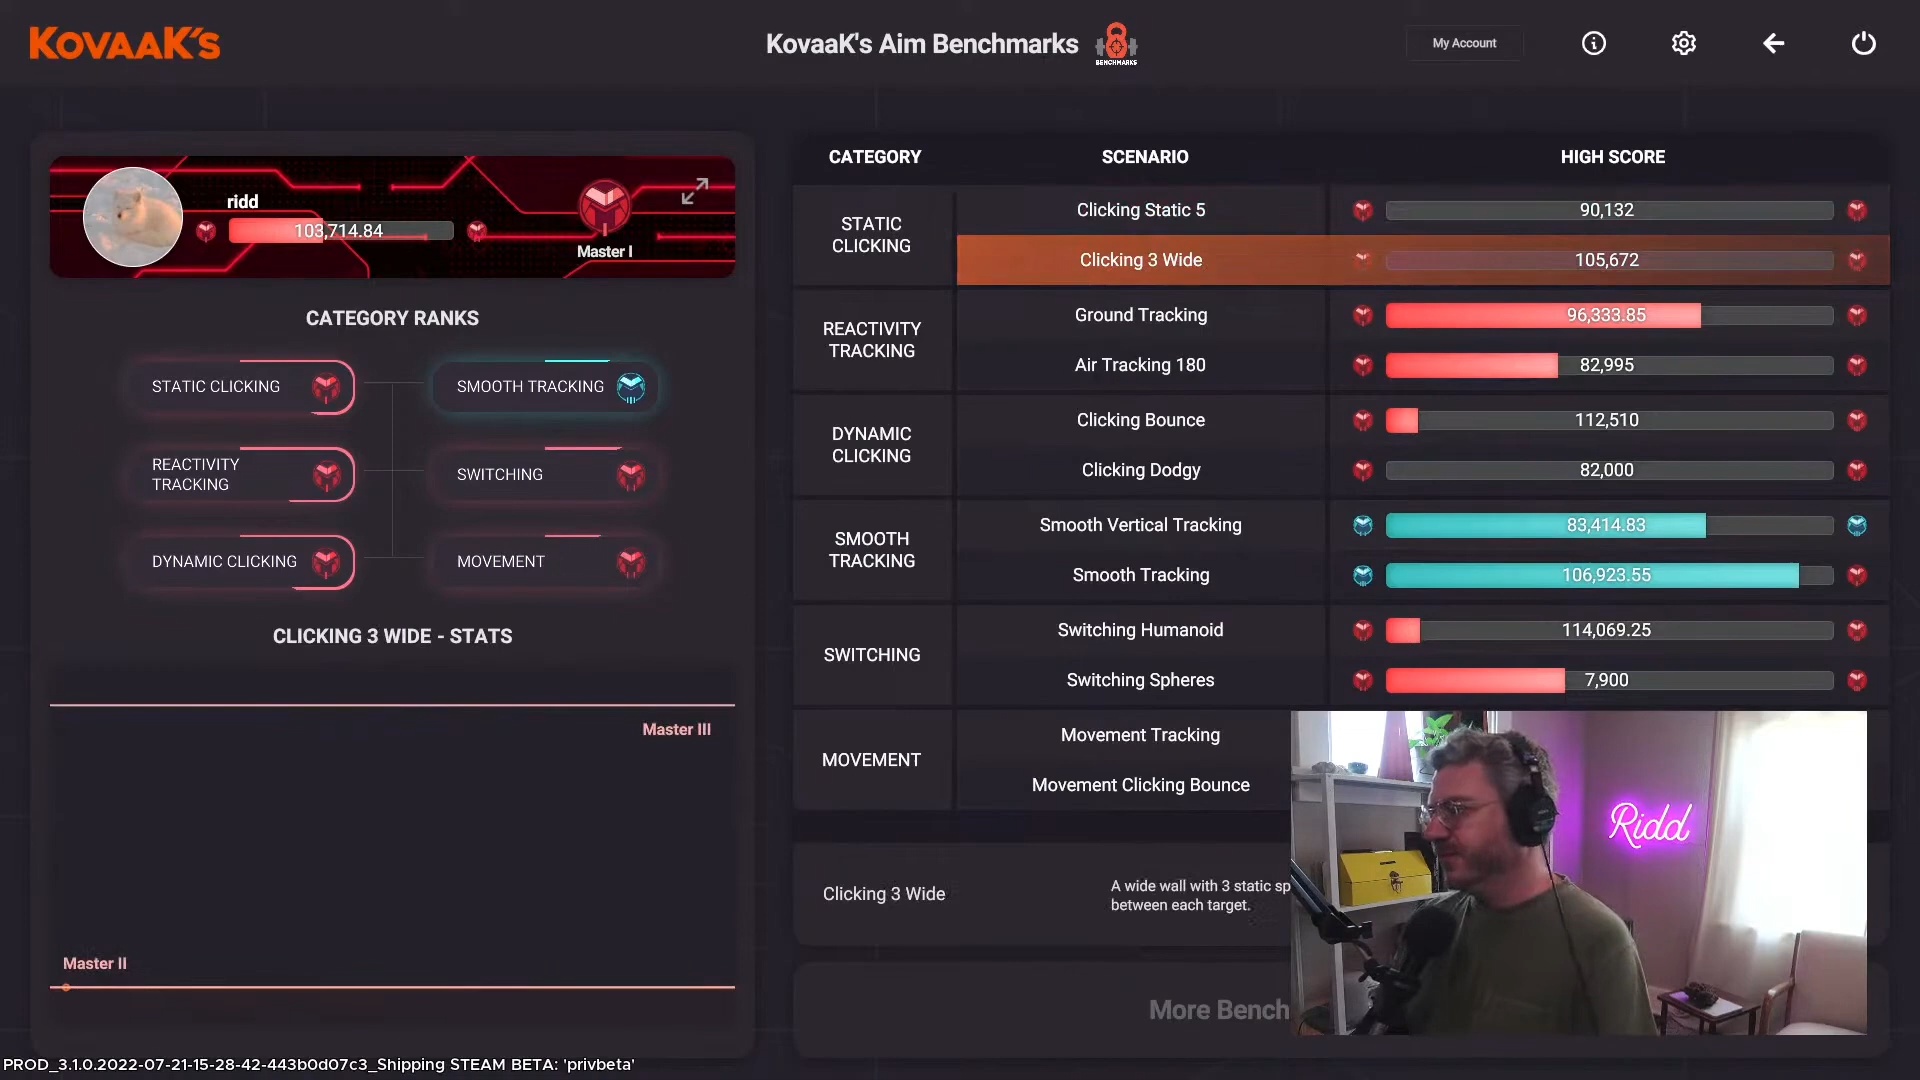 KOVAAK'S
KovaaK's Aim Benchmarks
BENCHMARKS
My Account
ridd
103,714.84
Master I
CATEGORY RANKS
STATIC CLICKING
SMOOTH TRACKING
REACTIVITY
TRACKING
SWITCHING
DYNAMIC CLICKING
MOVEMENT
CLICKING 3 WIDE - STATS
Master III
Master II
CATEGORY
SCENARIO
HIGH SCORE
STATIC
CLICKING
Clicking Static 5
90,132
Clicking 3 Wide
105,672
REACTIVITY
TRACKING
Ground Tracking
96,333.85
Air Tracking 180
82,995
DYNAMIC
CLICKING
Clicking Bounce
112,510
Clicking Dodgy
82,000
SMOOTH
TRACKING
Smooth Vertical Tracking
83,414.83
Smooth Tracking
106,923.55
SWITCHING
Switching Humanoid
114,069.25
Switching Spheres
7,900
MOVEMENT
Movement Tracking
Movement Clicking Bounce
Clicking 3 Wide
A wide wall with 3 static sp
between each target.
More Bench
Ridd
PROD_3.1.0.2022-07-21-15-28-42-443b0d07c3_Shipping STEAM BETA: 'privbeta'